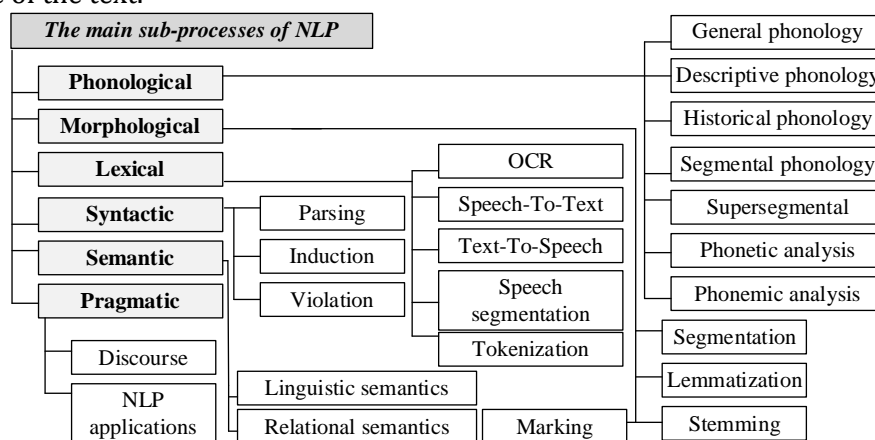 The main sub-processes of NLP
Phonological
Morphological
Lexical
Syntactic
Semantic
Pragmatic
Discourse
NLP
applications
Parsing
Induction
Violation
Linguistic semantics
Relational semantics
OCR
Speech-To-Text
Text-To-Speech
Speech
segmentation
Tokenization
Marking
General phonology
Descriptive phonology
Historical phonology
Segmental phonology
Supersegmental
Phonetic analysis
Phonemic analysis
Segmentation
Lemmatization
Stemming